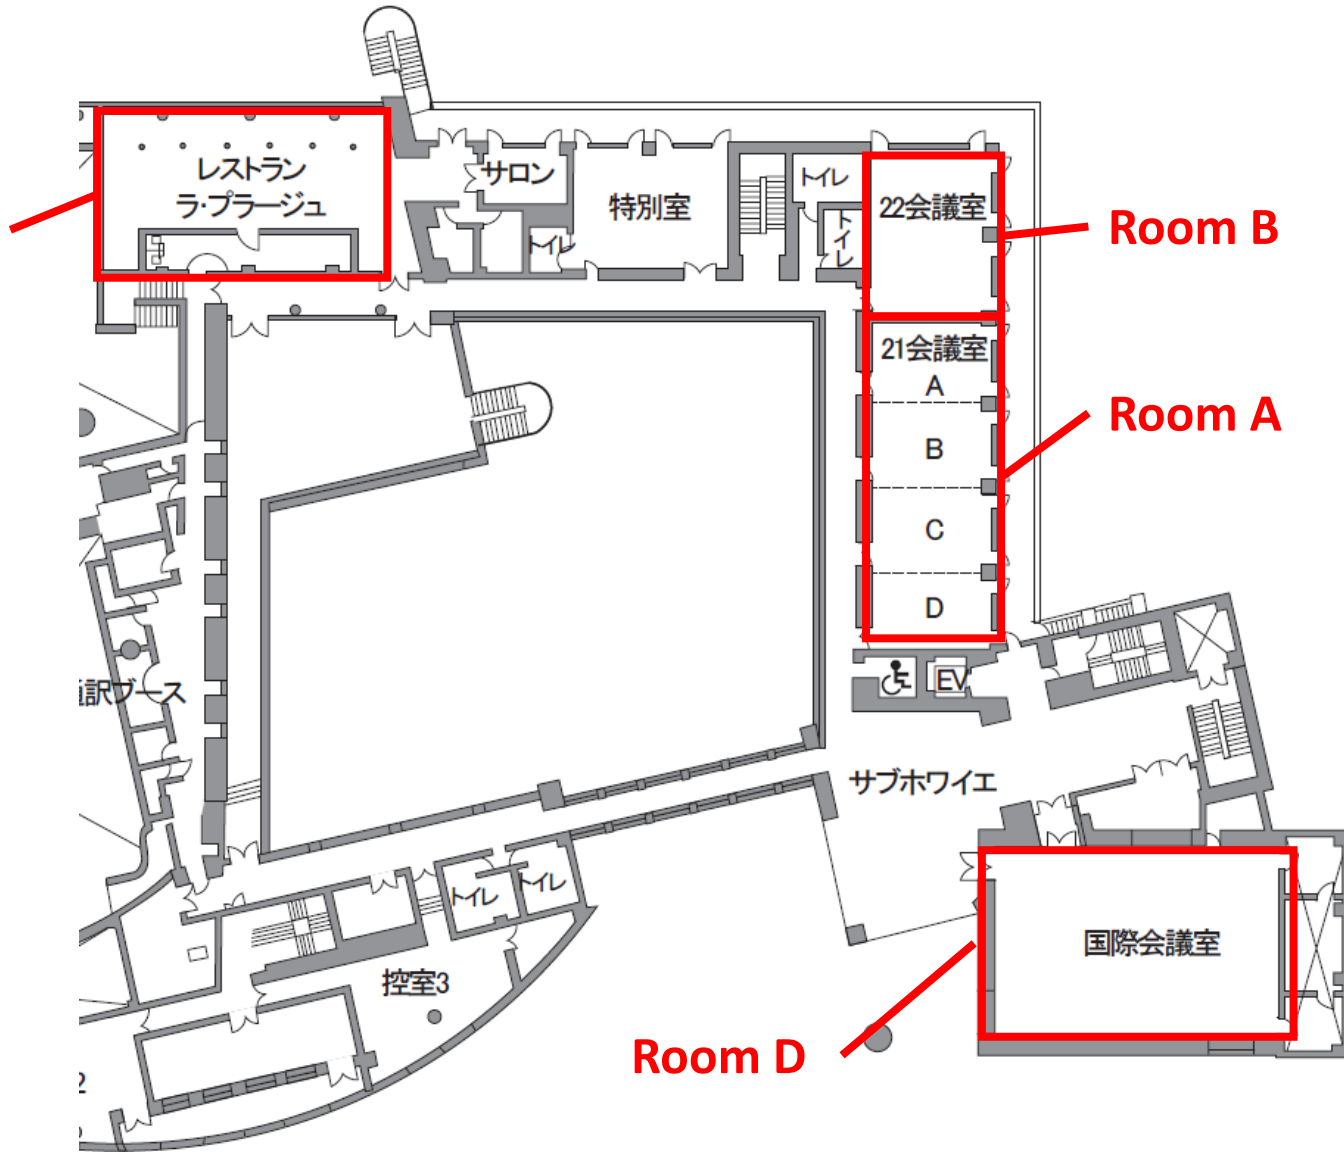 レストラン
ラ・プラージュ
サロン
特別室
トイレ
トイレ
トイレ
22会議室
Room B
21会議室
A
B
C
D
Room A
EV
訳ブース
サブホワイエ
トイレ
トイレ
控室3
国際会議室
Room D
2